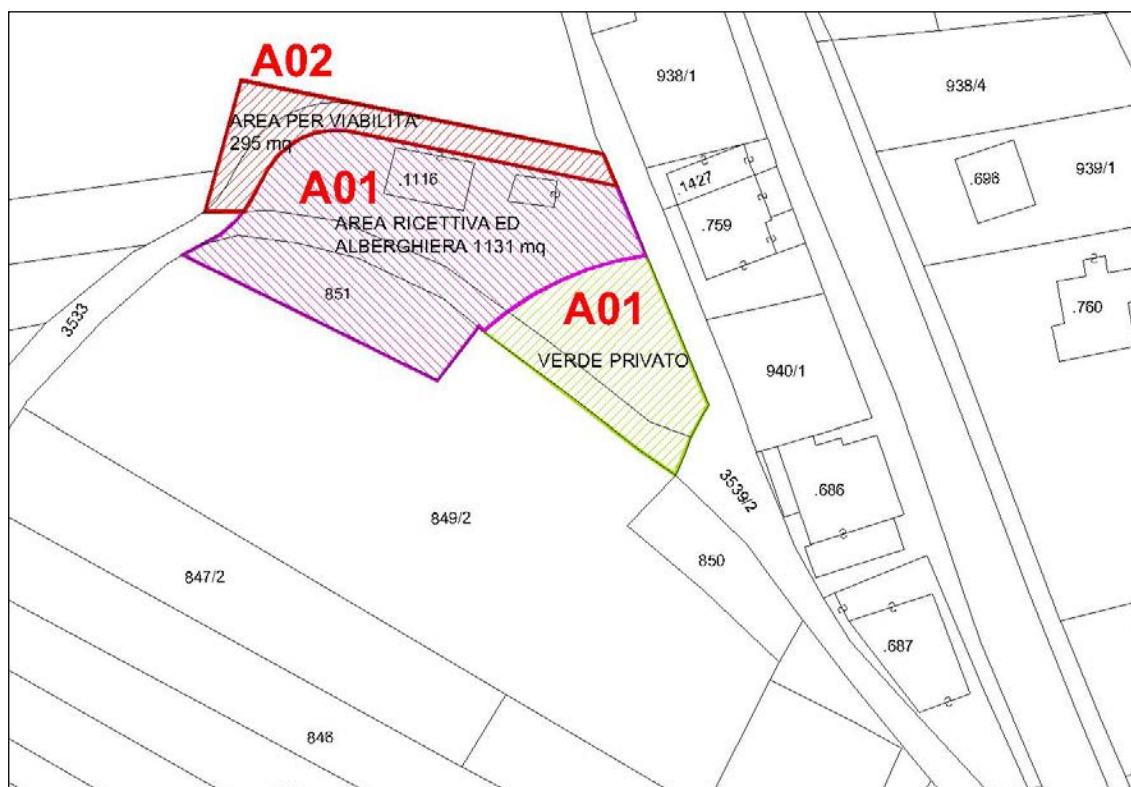 A02
AREA PER VIABILITA'
295 mq
938/1
938/4
.1116
A01
AREA RICETTIVA ED
ALBERGHIERA 1131 mq
.1427
.759
.696
939/1
851
3533
A01
VERDE PRIVATO
.760
940/1
3539/2
.686
849/2
850
847/2
.687
846